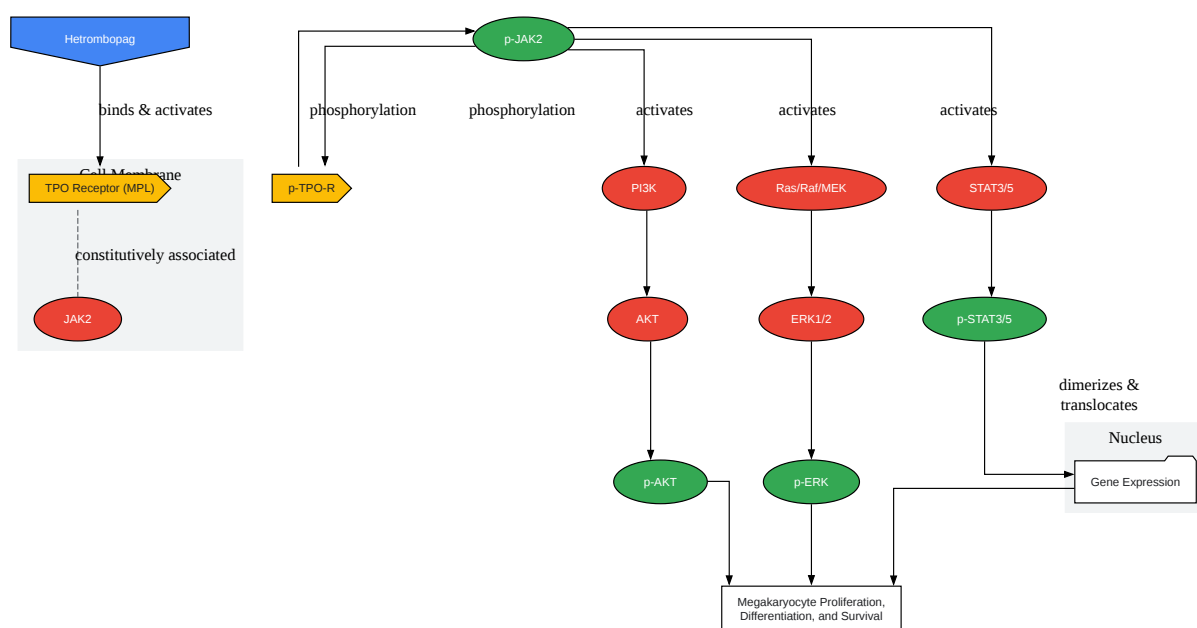 Hetrombopag
p-JAK2
binds & activates
phosphorylation
phosphorylation
activates
activates
activates
Cell Membrane
TPO Receptor (MPL)
p-TPO-R
PI3K
Ras/Raf/MEK
STAT3/5
constitutively associated
JAK2
AKT
ERK1/2
p-STAT3/5
dimerizes &
translocates
Nucleus
p-AKT
p-ERK
Gene Expression
Megakaryocyte Proliferation,
Differentiation, and Survival